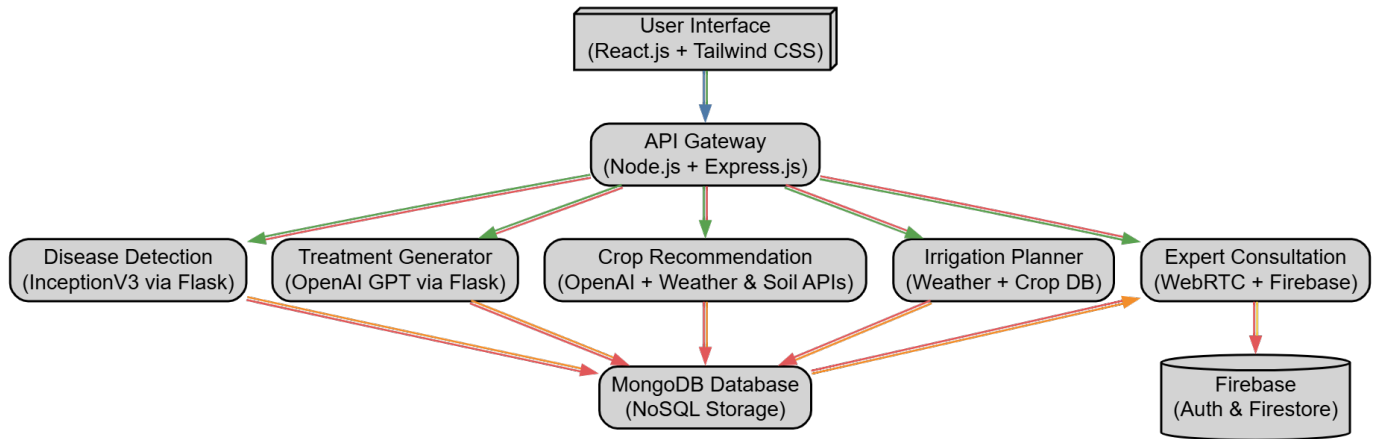 User Interface
(React.js + Tailwind CSS)
API Gateway
(Node.js + Express.js)
Disease Detection
(InceptionV3 via Flask)
Treatment Generator
(OpenAI GPT via Flask)
Crop Recommendation
(OpenAI + Weather & Soil APIs)
Irrigation Planner
(Weather + Crop DB)
Expert Consultation
(WebRTC + Firebase)
MongoDB Database
(NoSQL Storage)
Firebase
(Auth & Firestore)